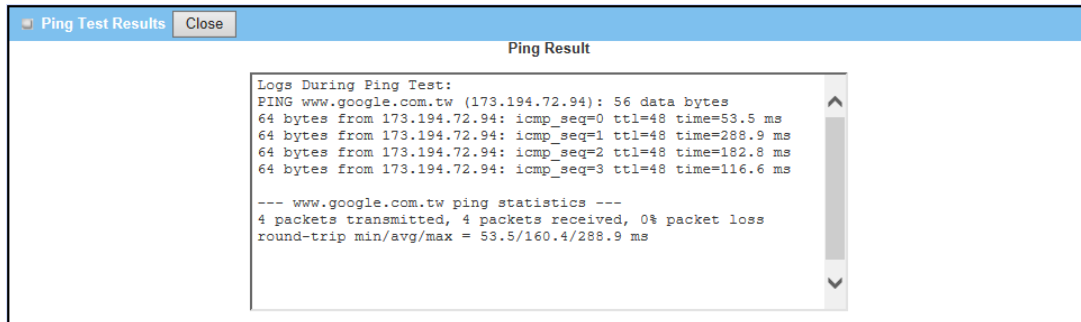 Ping Test Results Close
Ping Result
Logs During Ping Test:
PING www.google.com.tw (173.194.72.94): 56 data bytes
64 bytes from 173.194.72.94: icmp_seq=0 ttl=48 time=53.5 ms
64 bytes from 173.194.72.94: icmp_seq=1 ttl=48 time=288.9 ms
64 bytes from 173.194.72.94: icmp_seq=2 ttl=48 time=182.8 ms
64 bytes from 173.194.72.94: icmp_seq=3 ttl=48 time=116.6 ms
--- www.google.com.tw ping statistics ---
4 packets transmitted, 4 packets received, 0% packet loss
round-trip min/avg/max = 53.5/160.4/288.9 ms